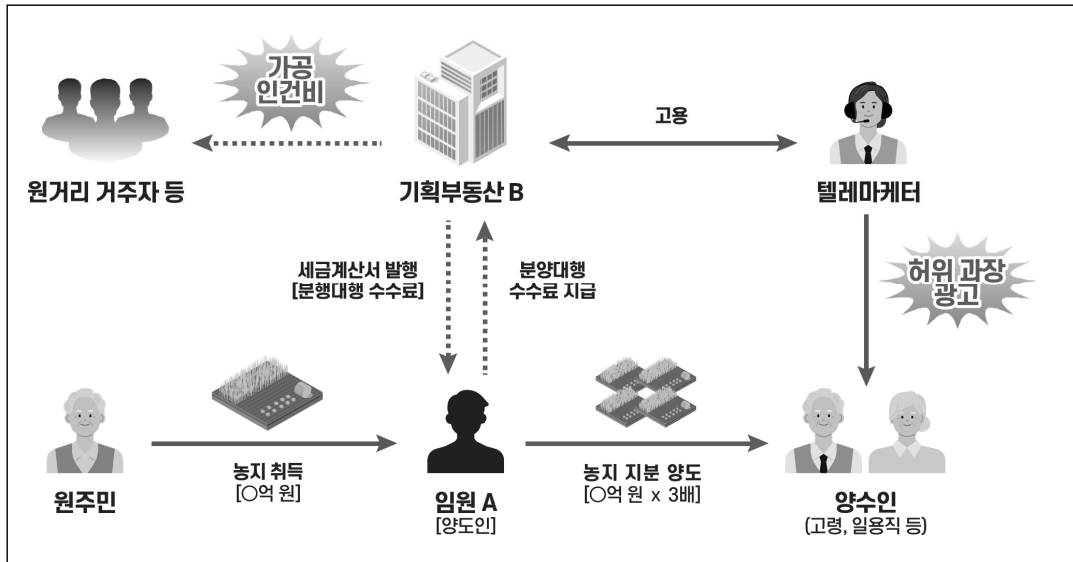 가공
인건비
원거리 거주자 등
기획부동산 B
고용
텔레마케터
세금계산서 발행
[분행대행 수수료]
분양대행
수수료 지급
허위 과장
광고
원주민
농지 취득
[○억 원]
임원 A
[양도인]
농지 지분 양도
[○억 원 x 3배]
양수인
(고령, 일용직 등)